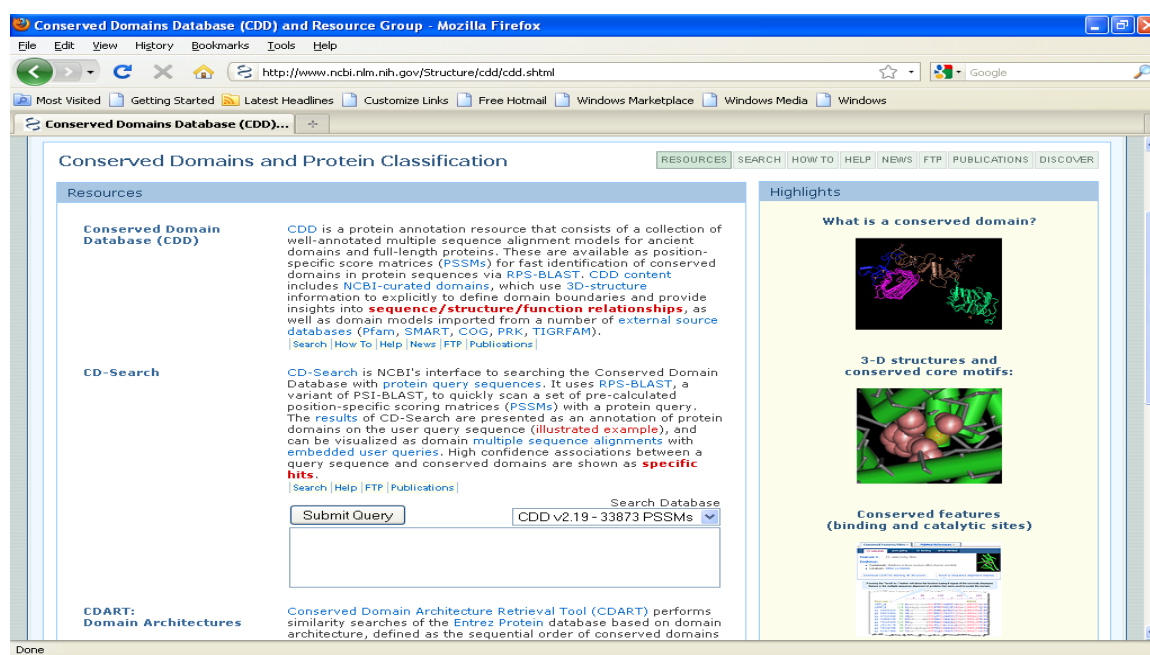 Conserved Domains Database (CDD) and Resource Group - Mozilla Firefox
File Edit View History Bookmarks Tools Help
http://www.ncbi.nlm.nih.gov/Structure/cdd/cdd.shtml
Google
Most Visited Getting Started Latest Headlines Customize Links Free Hotmail Windows Marketplace Windows Media Windows
Conserved Domains Database (CDD)...
Conserved Domains and Protein Classification
RESOURCES SEARCH HOW TO HELP NEWS FTP PUBLICATIONS DISCOVER
Resources
Conserved Domain
Database (CDD)
CDD is a protein annotation resource that consists of a collection of
well-annotated multiple sequence alignment models for ancient
domains and full-length proteins. These are available as position-
specific score matrices (PSSMs) for fast identification of conserved
domains in protein sequences via RPS-BLAST. CDD content
includes NCBI-curated domains, which use 3D-structure
information to explicitly to define domain boundaries and provide
insights into sequence/structure/function relationships, as
well as domain models imported from a number of external source
databases (Pfam, SMART, COG, PRK, TIGRFAM).
|Search|How To|Help|News|FTP|Publications|
CD-Search
CD-Search is NCBI's interface to searching the Conserved Domain
Database with protein query sequences. It uses RPS-BLAST, a
variant of PSI-BLAST, to quickly scan a set of pre-calculated
position-specific scoring matrices (PSSMs) with a protein query.
The results of CD-Search are presented as an annotation of protein
domains on the user query sequence (illustrated example), and
can be visualized as domain multiple sequence alignments with
embedded user queries. High confidence associations between a
query sequence and conserved domains are shown as specific
hits.
|Search|Help|FTP|Publications|
Search Database
Submit Query
CDD v2.19 - 33873 PSSMs
CDART:
Domain Architectures
Conserved Domain Architecture Retrieval Tool (CDART) performs
similarity searches of the Entrez Protein database based on domain
architecture, defined as the sequential order of conserved domains
Highlights
What is a conserved domain?
3-D structures and
conserved core motifs:
Conserved features
(binding and catalytic sites)
Done